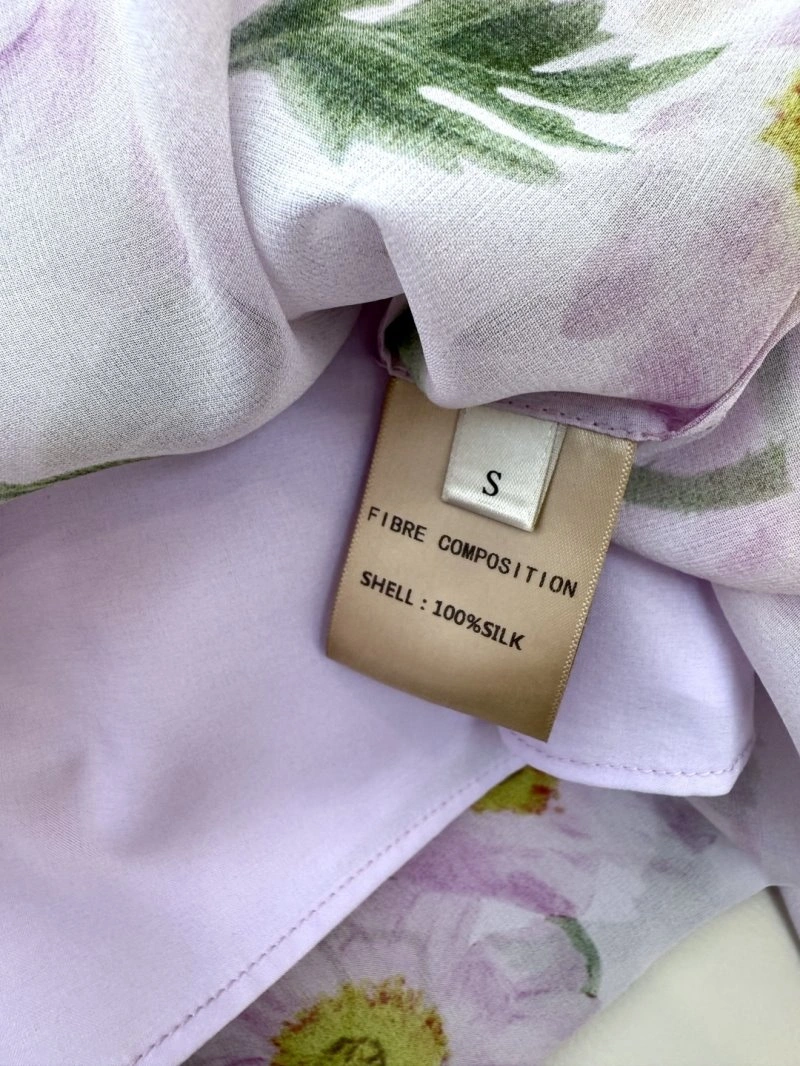 S
FIBRE COMPOSITION
SHELL : 100%SILK